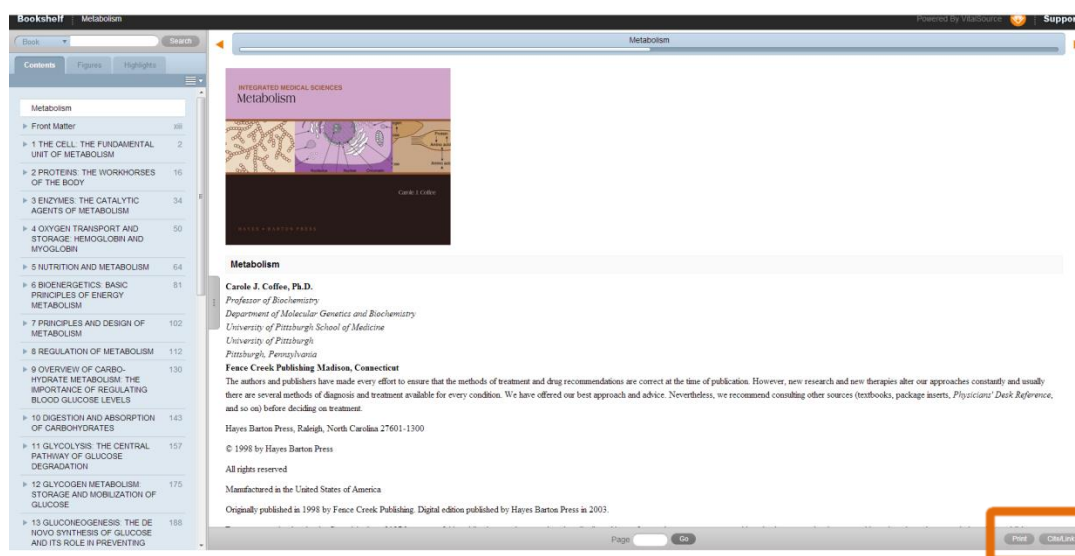 Bookshelf Metabolism Powered By VitalSource Support
Book Search
Metabolism
Contents Figures Highlights
Metabolism
Front Matter xiii
1 THE CELL: THE FUNDAMENTAL 2
UNIT OF METABOLISM
2 PROTEINS: THE WORKHORSES 16
OF THE BODY
3 ENZYMES: THE CATALYTIC 34
AGENTS OF METABOLISM
4 OXYGEN TRANSPORT AND 50
STORAGE: HEMOGLOBIN AND
MYOGLOBIN
5 NUTRITION AND METABOLISM 64
6 BIOENERGETICS: BASIC 81
PRINCIPLES OF ENERGY
METABOLISM
7 PRINCIPLES AND DESIGN OF 102
METABOLISM
8 REGULATION OF METABOLISM 112
9 OVERVIEW OF CARBO- 130
HYDRATE METABOLISM: THE
IMPORTANCE OF REGULATING
BLOOD GLUCOSE LEVELS
10 DIGESTION AND ABSORPTION 143
OF CARBOHYDRATES
11 GLYCOLYSIS: THE CENTRAL 157
PATHWAY OF GLUCOSE
DEGRADATION
12 GLYCOGEN METABOLISM: 175
STORAGE AND MOBILIZATION OF
GLUCOSE
13 GLUCONEOGENESIS: THE DE 188
NOVO SYNTHESIS OF GLUCOSE
AND ITS ROLE IN PREVENTING
INTEGRATED MEDICAL SCIENCES
Metabolism
Carole J. Coffee
HAYES • BARTON PRESS
Metabolism
Carole J. Coffee, Ph.D.
Professor of Biochemistry
Department of Molecular Genetics and Biochemistry
University of Pittsburgh School of Medicine
University of Pittsburgh
Pittsburgh, Pennsylvania
Fence Creek Publishing Madison, Connecticut
The authors and publishers have made every effort to ensure that the methods of treatment and drug recommendations are correct at the time of publication. However, new research and new therapies alter our approaches constantly and usually
there are several methods of diagnosis and treatment available for every condition. We have offered our best approach and advice. Nevertheless, we recommend consulting other sources (textbooks, package inserts, Physicians' Desk Reference,
and so on) before deciding on treatment.
Hayes Barton Press, Raleigh, North Carolina 27601-1300
© 1998 by Hayes Barton Press
All rights reserved
Manufactured in the United States of America
Originally published in 1998 by Fence Creek Publishing. Digital edition published by Hayes Barton Press in 2003.
Page Go Print Cite/Link